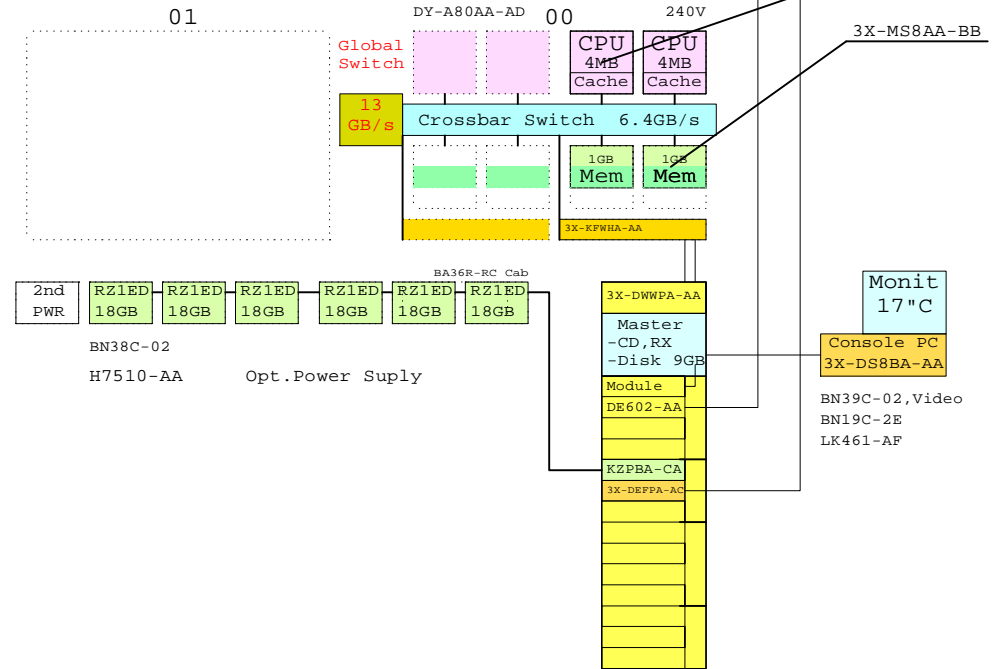 01
DY-A80AA-AD
00
240V
3X-MS8AA-BB
Global
Switch
CPU
4MB
Cache
CPU
4MB
Cache
13
GB/s
Crossbar Switch 6.4GB/s
1GB
Mem
1GB
Mem
3X-KFWHA-AA
BA36R-RC Cab
2nd
PWR
RZ1ED
18GB
RZ1ED
18GB
RZ1ED
18GB
RZ1ED
18GB
RZ1ED
18GB
RZ1ED
18GB
BN38C-02
H7510-AA Opt.Power Suply
3X-DWWPA-AA
Master
-CD,RX
-Disk 9GB
Module
DE602-AA
KZPBA-CA
3X-DEFPA-AC
Monit
17"C
Console PC
3X-DS8BA-AA
BN39C-02,Video
BN19C-2E
LK461-AF